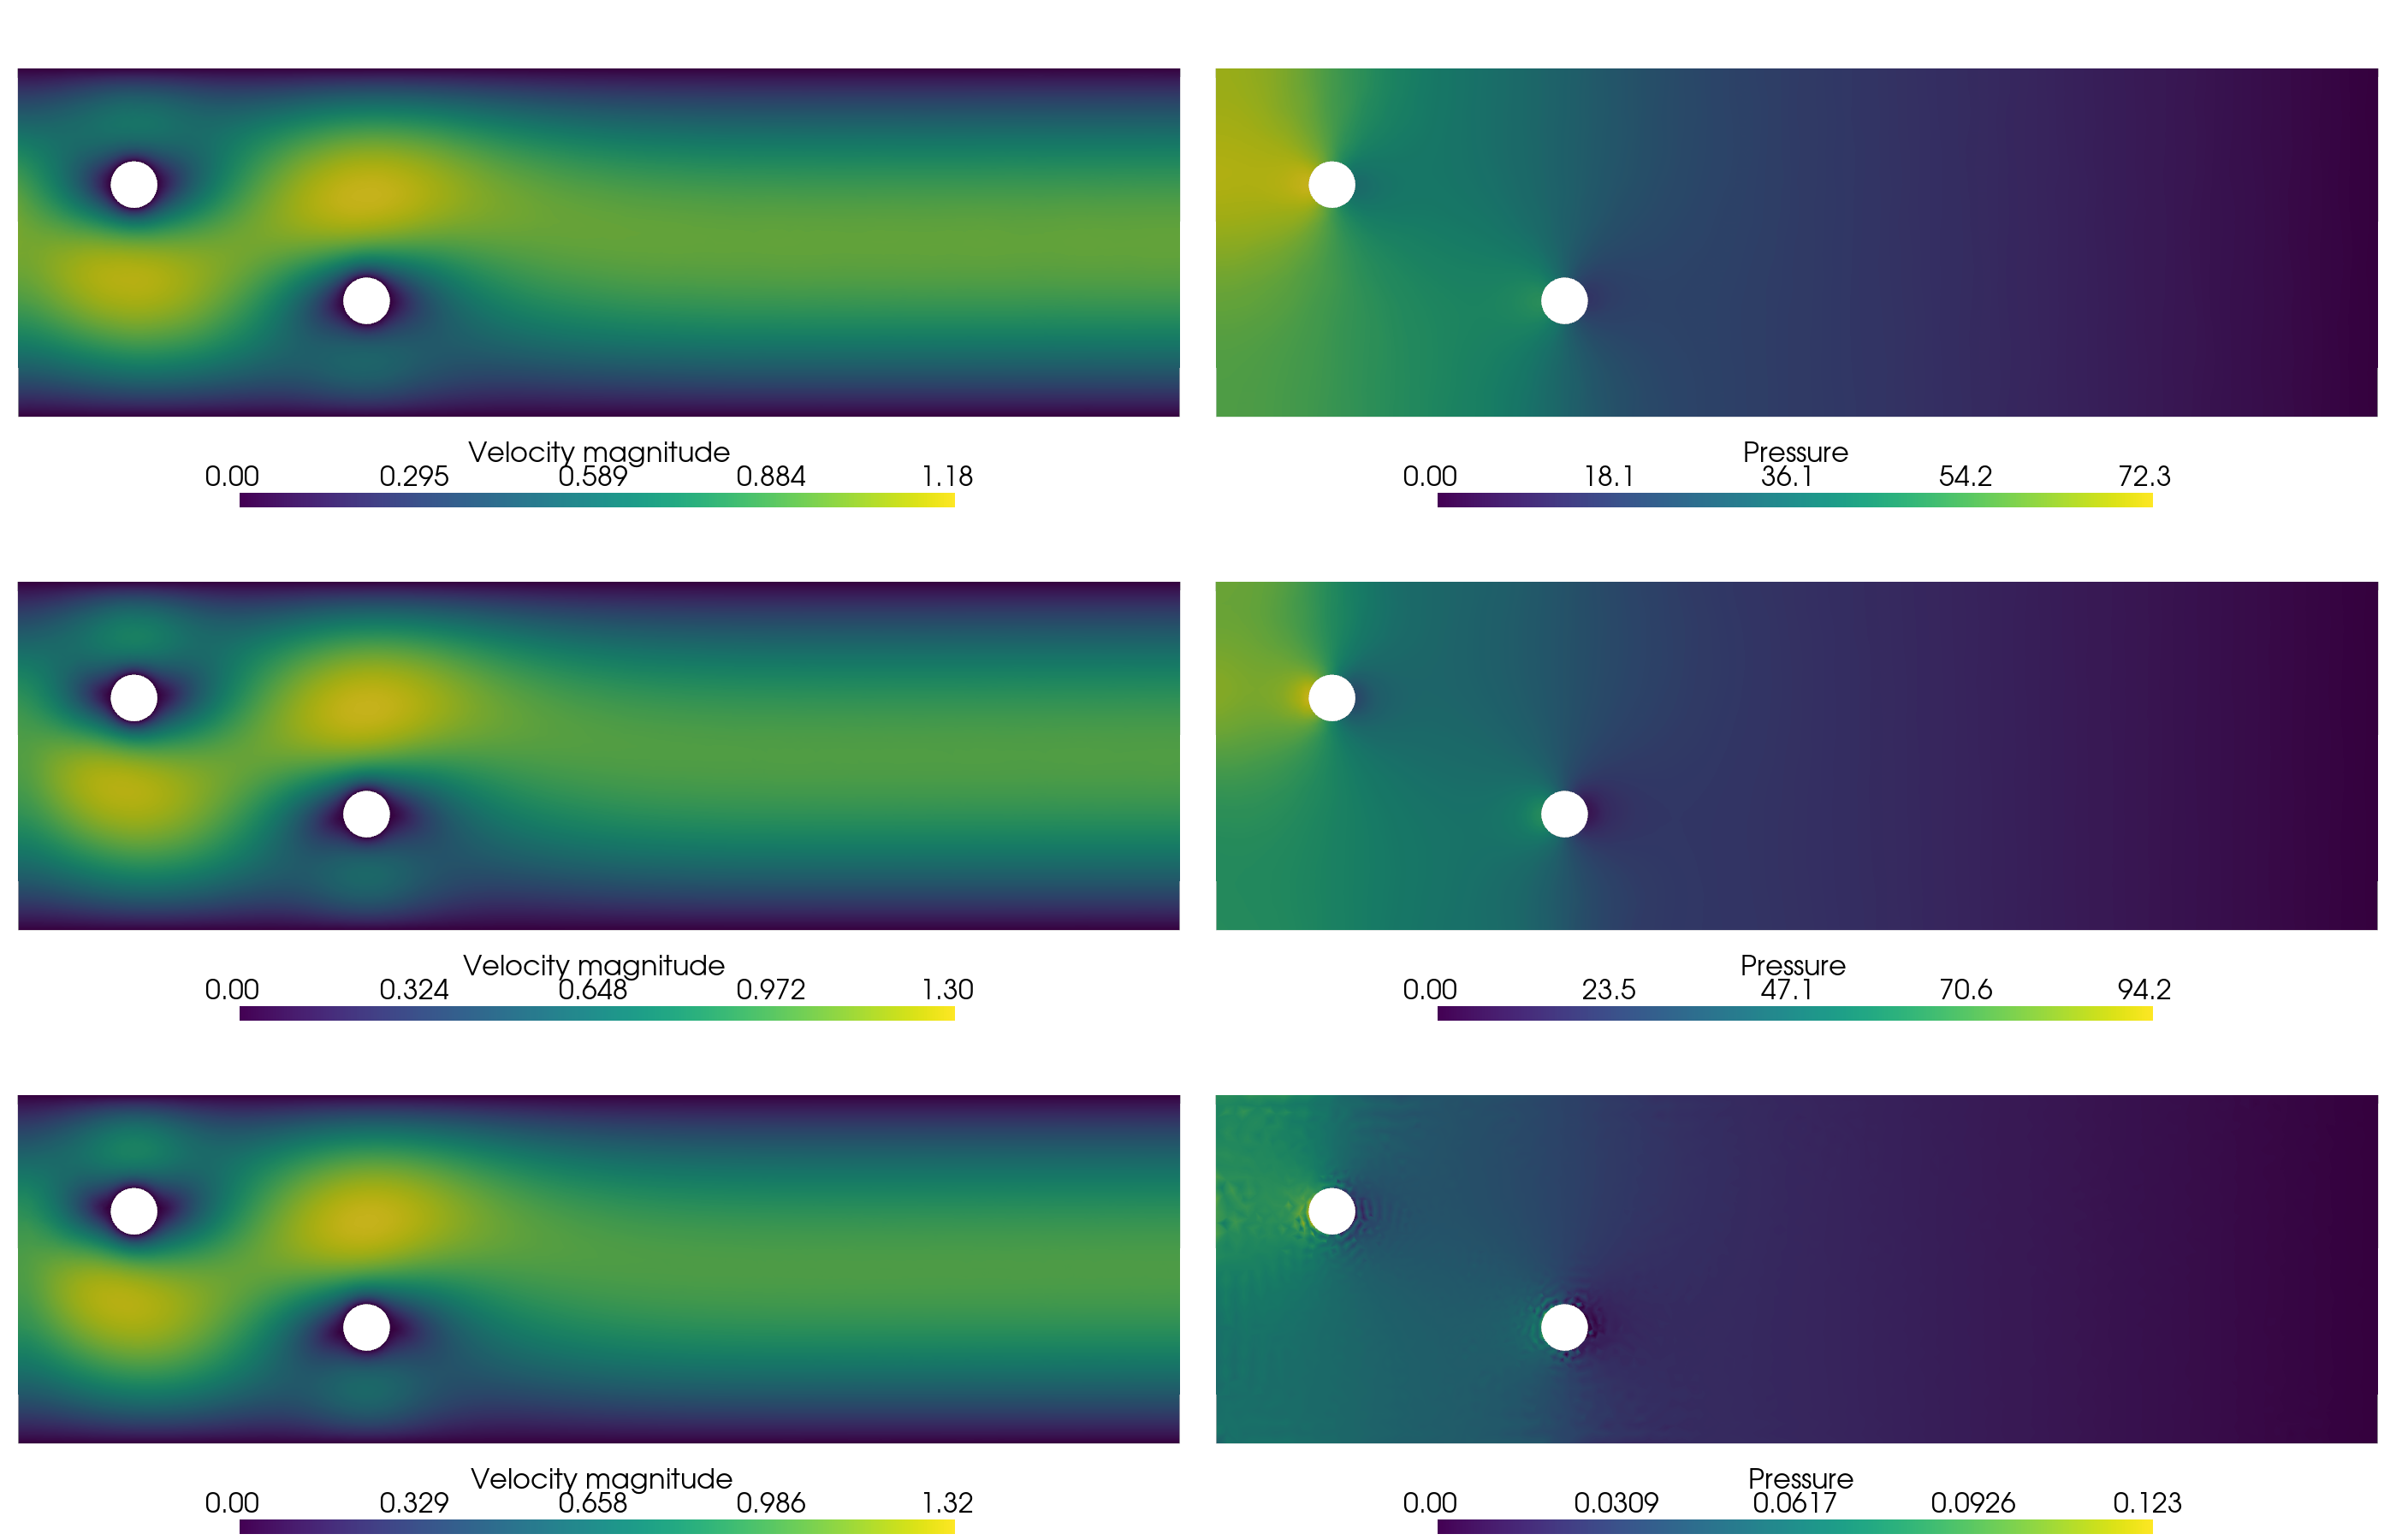 Velocity magnitude
0.00 0.295 0.589 0.884 1.18
Pressure
0.00 18.1 36.1 54.2 72.3
Velocity magnitude
0.00 0.324 0.648 0.972 1.30
Pressure
0.00 23.5 47.1 70.6 94.2
Velocity magnitude
0.00 0.329 0.658 0.986 1.32
Pressure
0.00 0.0309 0.0617 0.0926 0.123